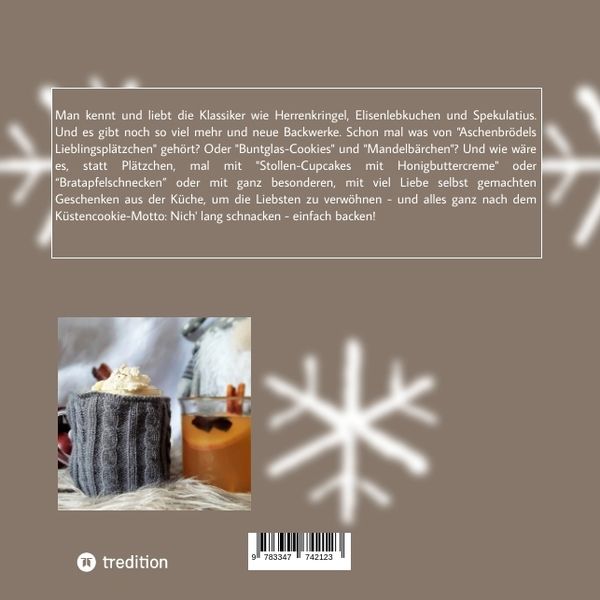 Man kennt und liebt die Klassiker wie Herrenkringel, Elisenlebkuchen und Spekulatius.
Und es gibt noch so viel mehr und neue Backwerke. Schon mal was von "Aschenbrödels
Lieblingsplätzchen" gehört? Oder "Buntglas-Cookies" und "Mandelbärchen"? Und wie wäre
es, statt Plätzchen, mal mit "Stollen-Cupcakes mit Honigbuttercreme" oder
"Bratapfelschnecken" oder mit ganz besonderen, mit viel Liebe selbst gemachten
Geschenken aus der Küche, um die Liebsten zu verwöhnen - und alles ganz nach dem
Küstencookie-Motto: Nich' lang schnacken - einfach backen!
tredition
9 783347 742123